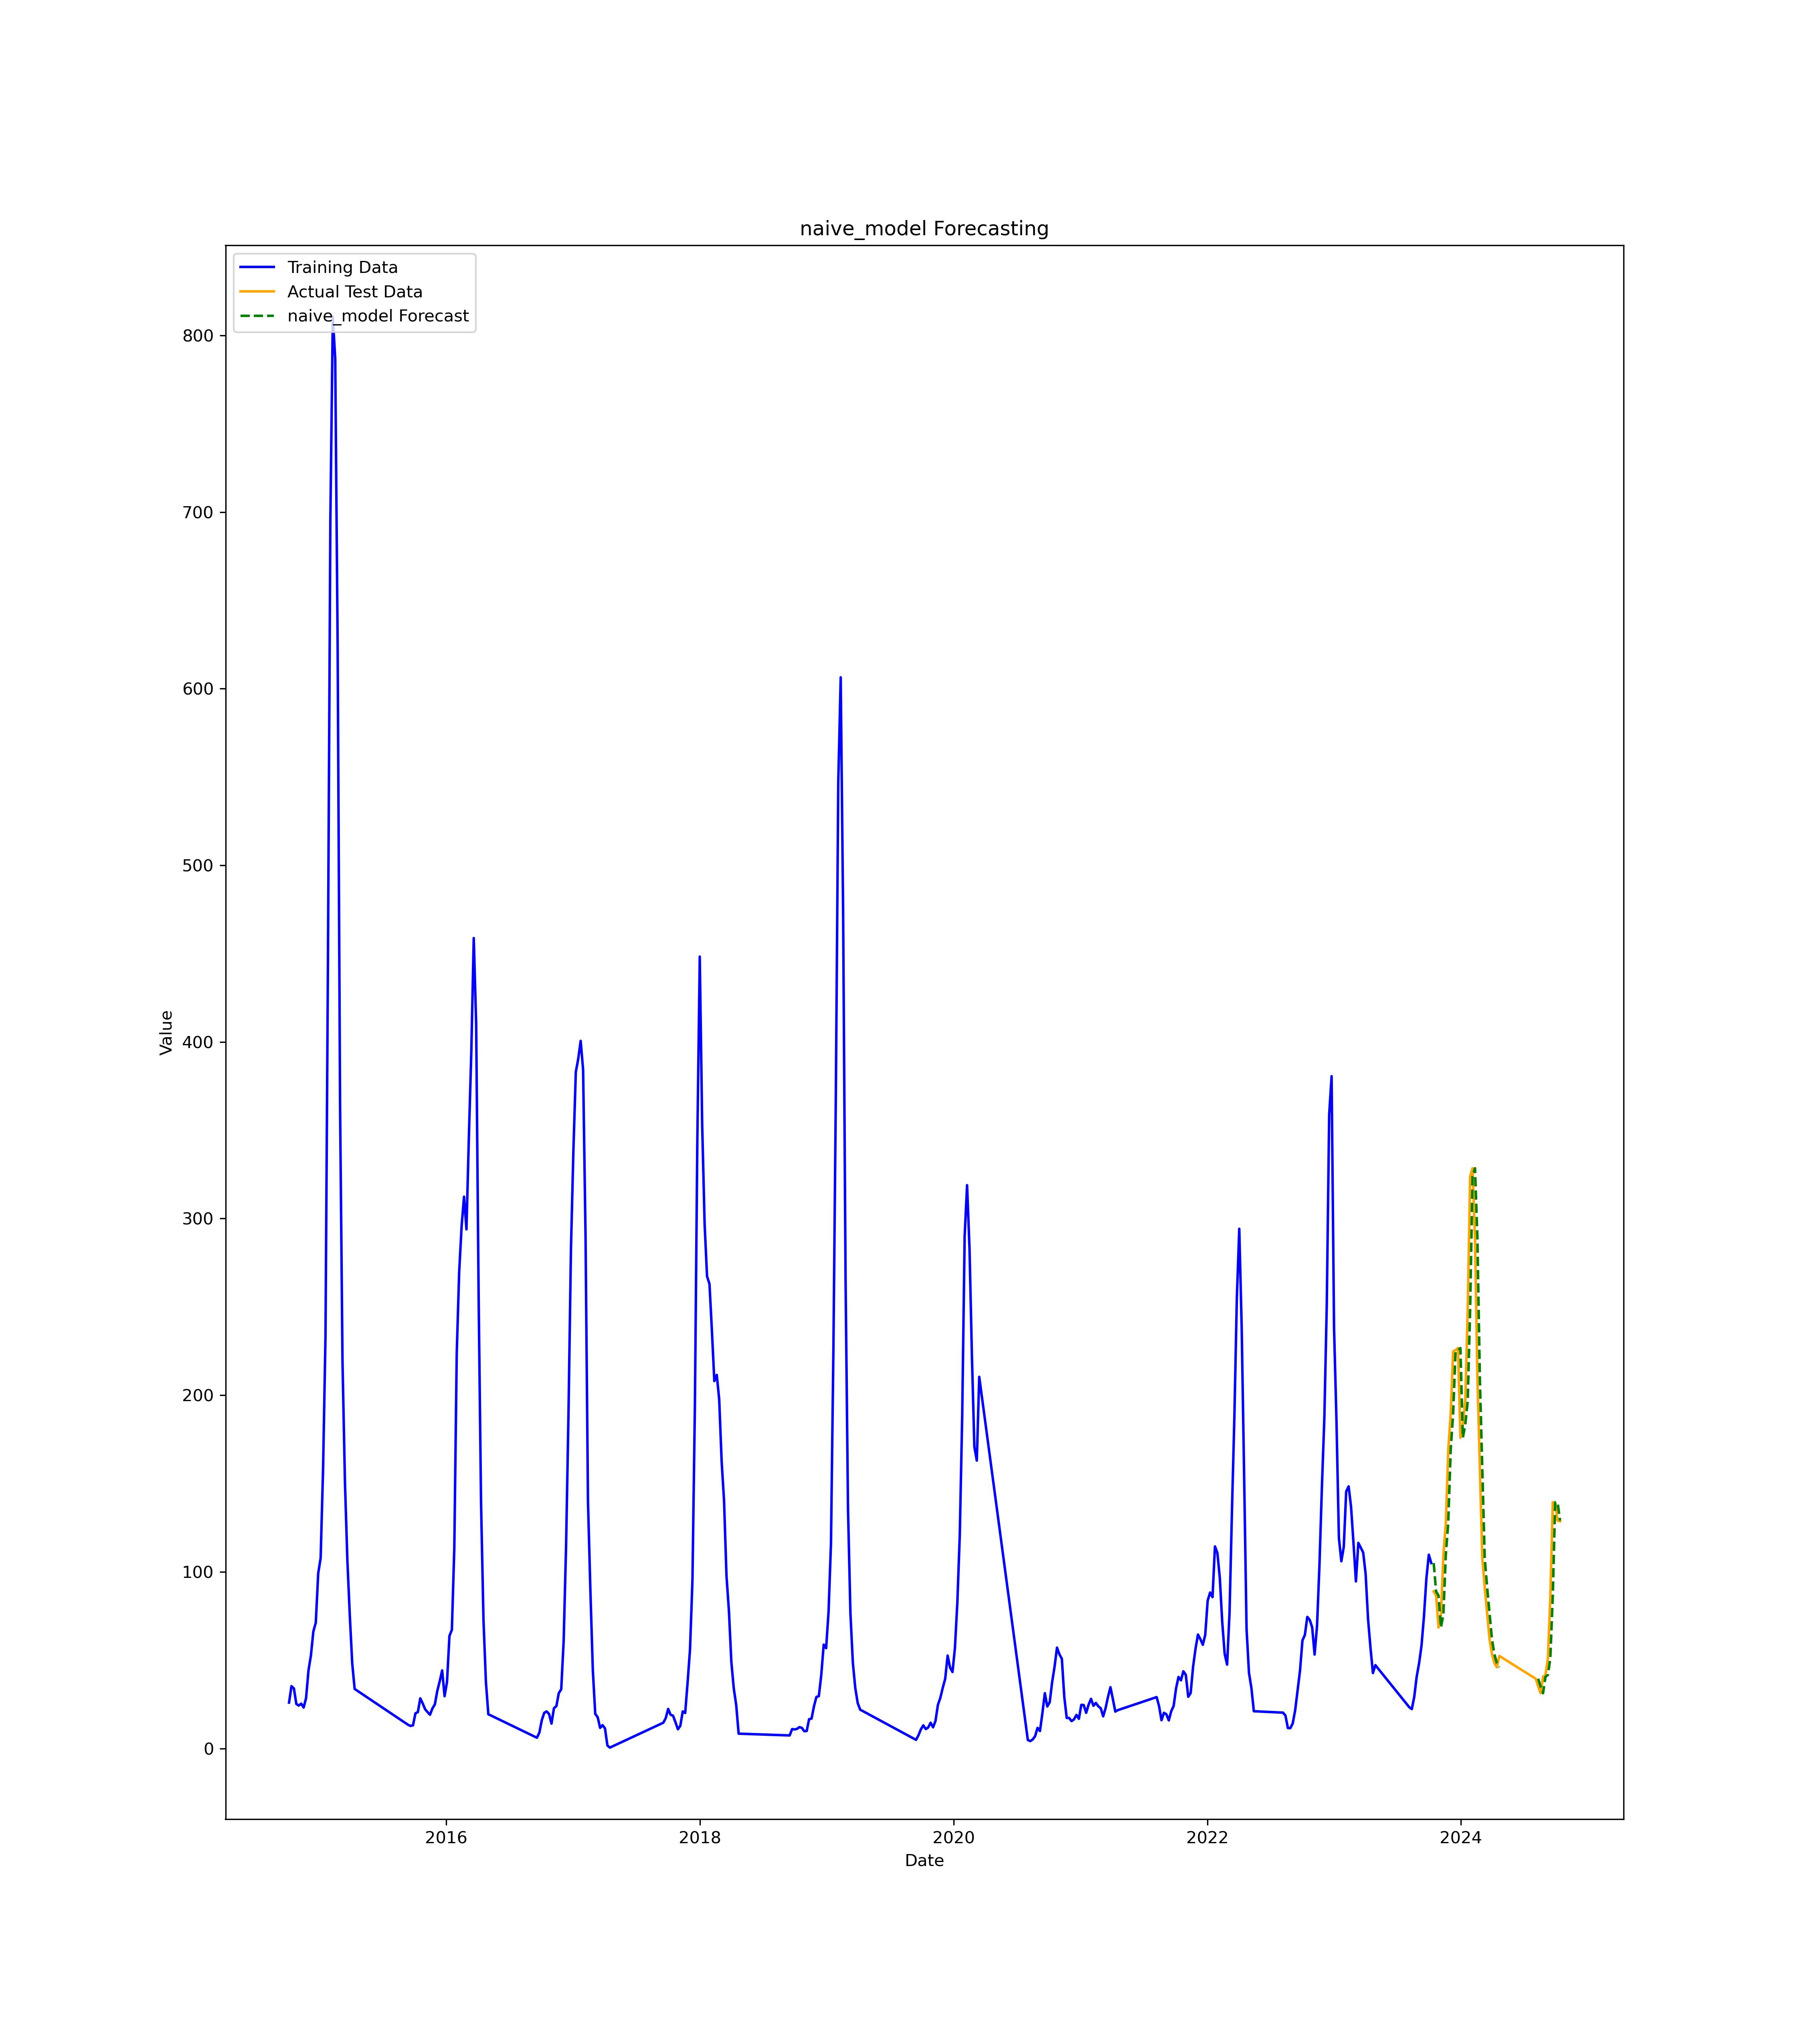 naive_model Forecasting
Training Data
Actual Test Data
naive_model Forecast
800
700
600
500
400
300
200
100
0
Value
2016
2018
2020
2022
2024
Date